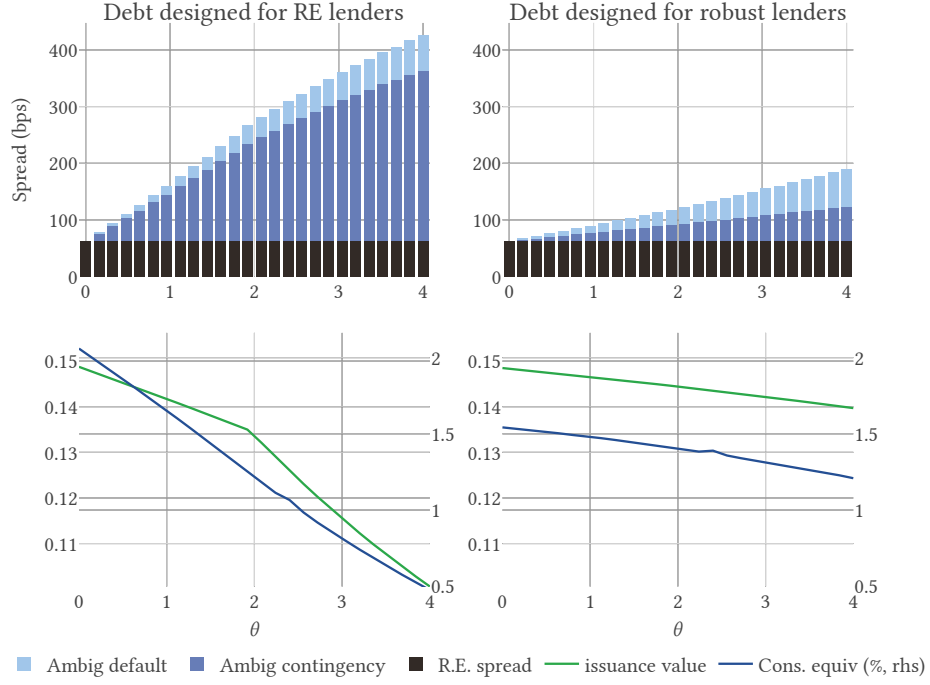 Debt designed for RE lenders
Debt designed for robust lenders
Spread (bps)
400
300
200
100
0
0 1 2 3 4
400
300
200
100
0
0 1 2 3 4
0.15
0.14
0.13
0.12
0.11
2
1.5
1
0.5
0 1 2 3 4
θ
0.15
0.14
0.13
0.12
0.11
2
1.5
1
0.5
0 1 2 3 4
θ
Ambig default Ambig contingency R.E. spread issuance value Cons. equiv (%, rhs)